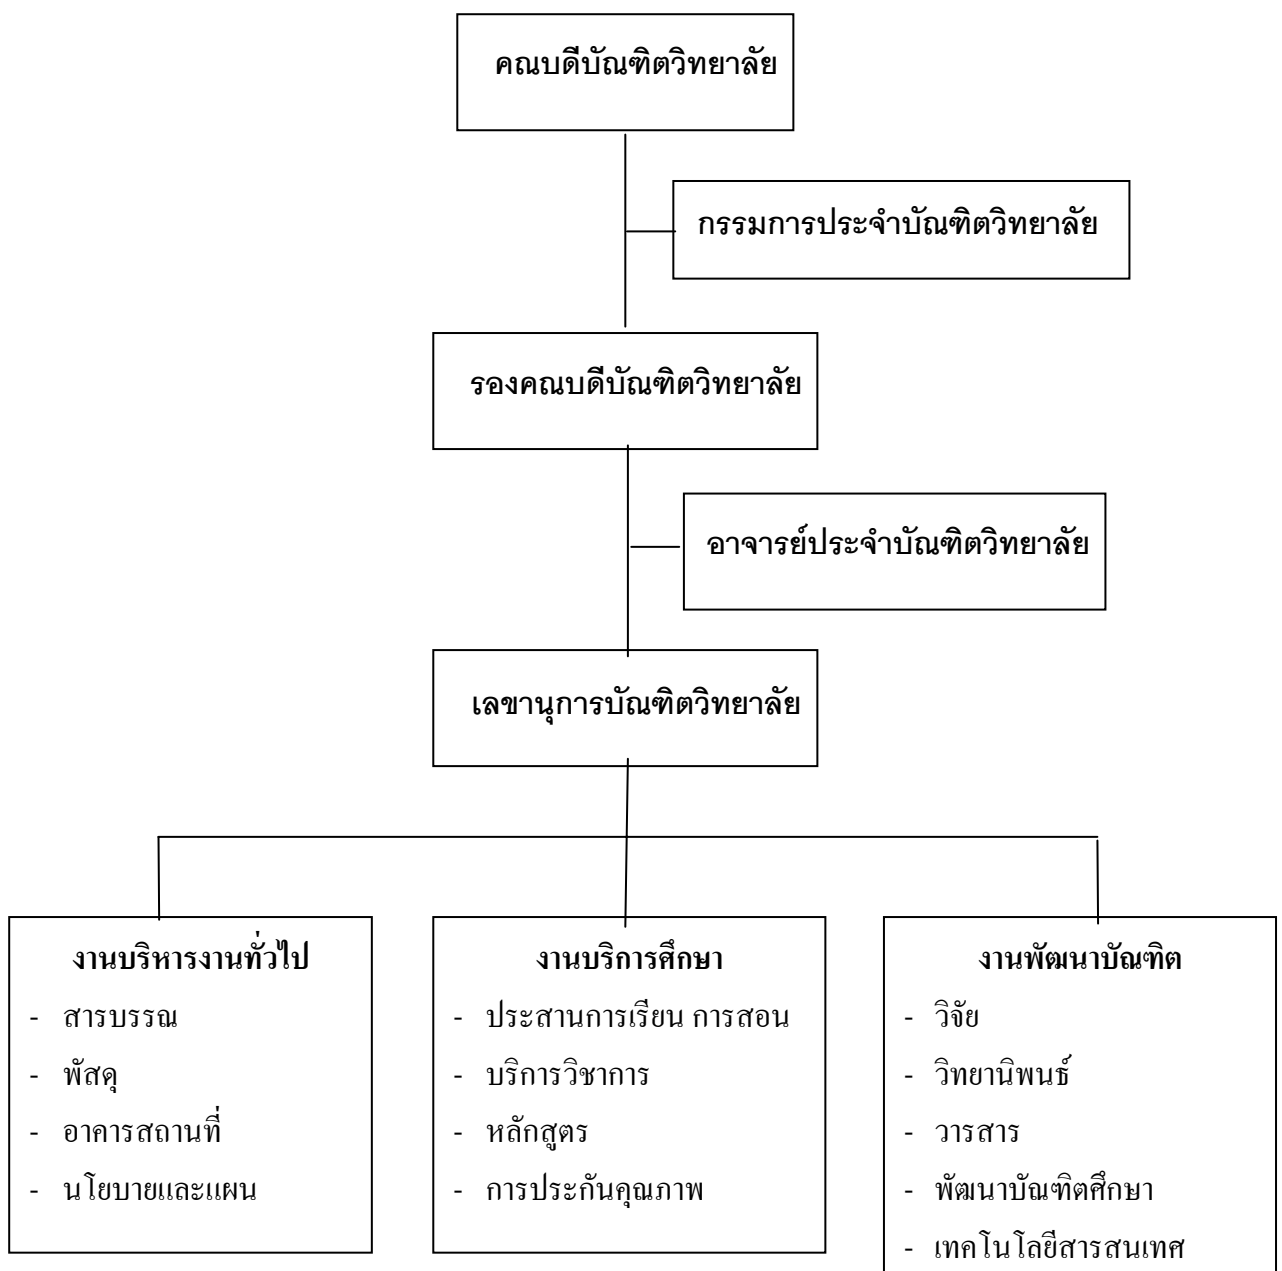 คณบดีบัณฑิตวิทยาลัย
กรรมการประจำบัณฑิตวิทยาลัย
รองคณบดีบัณฑิตวิทยาลัย
อาจารย์ประจำบัณฑิตวิทยาลัย
เลขานุการบัณฑิตวิทยาลัย
งานบริหารงานทั่วไป
- สารบรรณ
- พัสดุ
- อาคารสถานที่
- นโยบายและแผน
งานบริการศึกษา
- ประสานการเรียน การสอน
- บริการวิชาการ
- หลักสูตร
- การประกันคุณภาพ
งานพัฒนาบัณฑิต
- วิจัย
- วิทยานิพนธ์
- วารสาร
- พัฒนาบัณฑิตศึกษา
- เทคโนโลยีสารสนเทศ